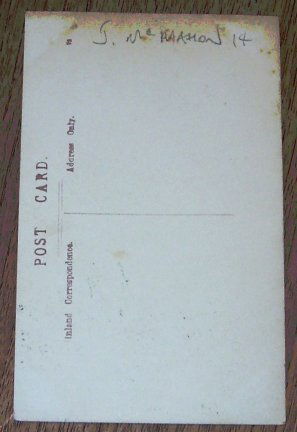 J. McMAHON 14
POST CARD.
Inland Correspondence.
Address Only.